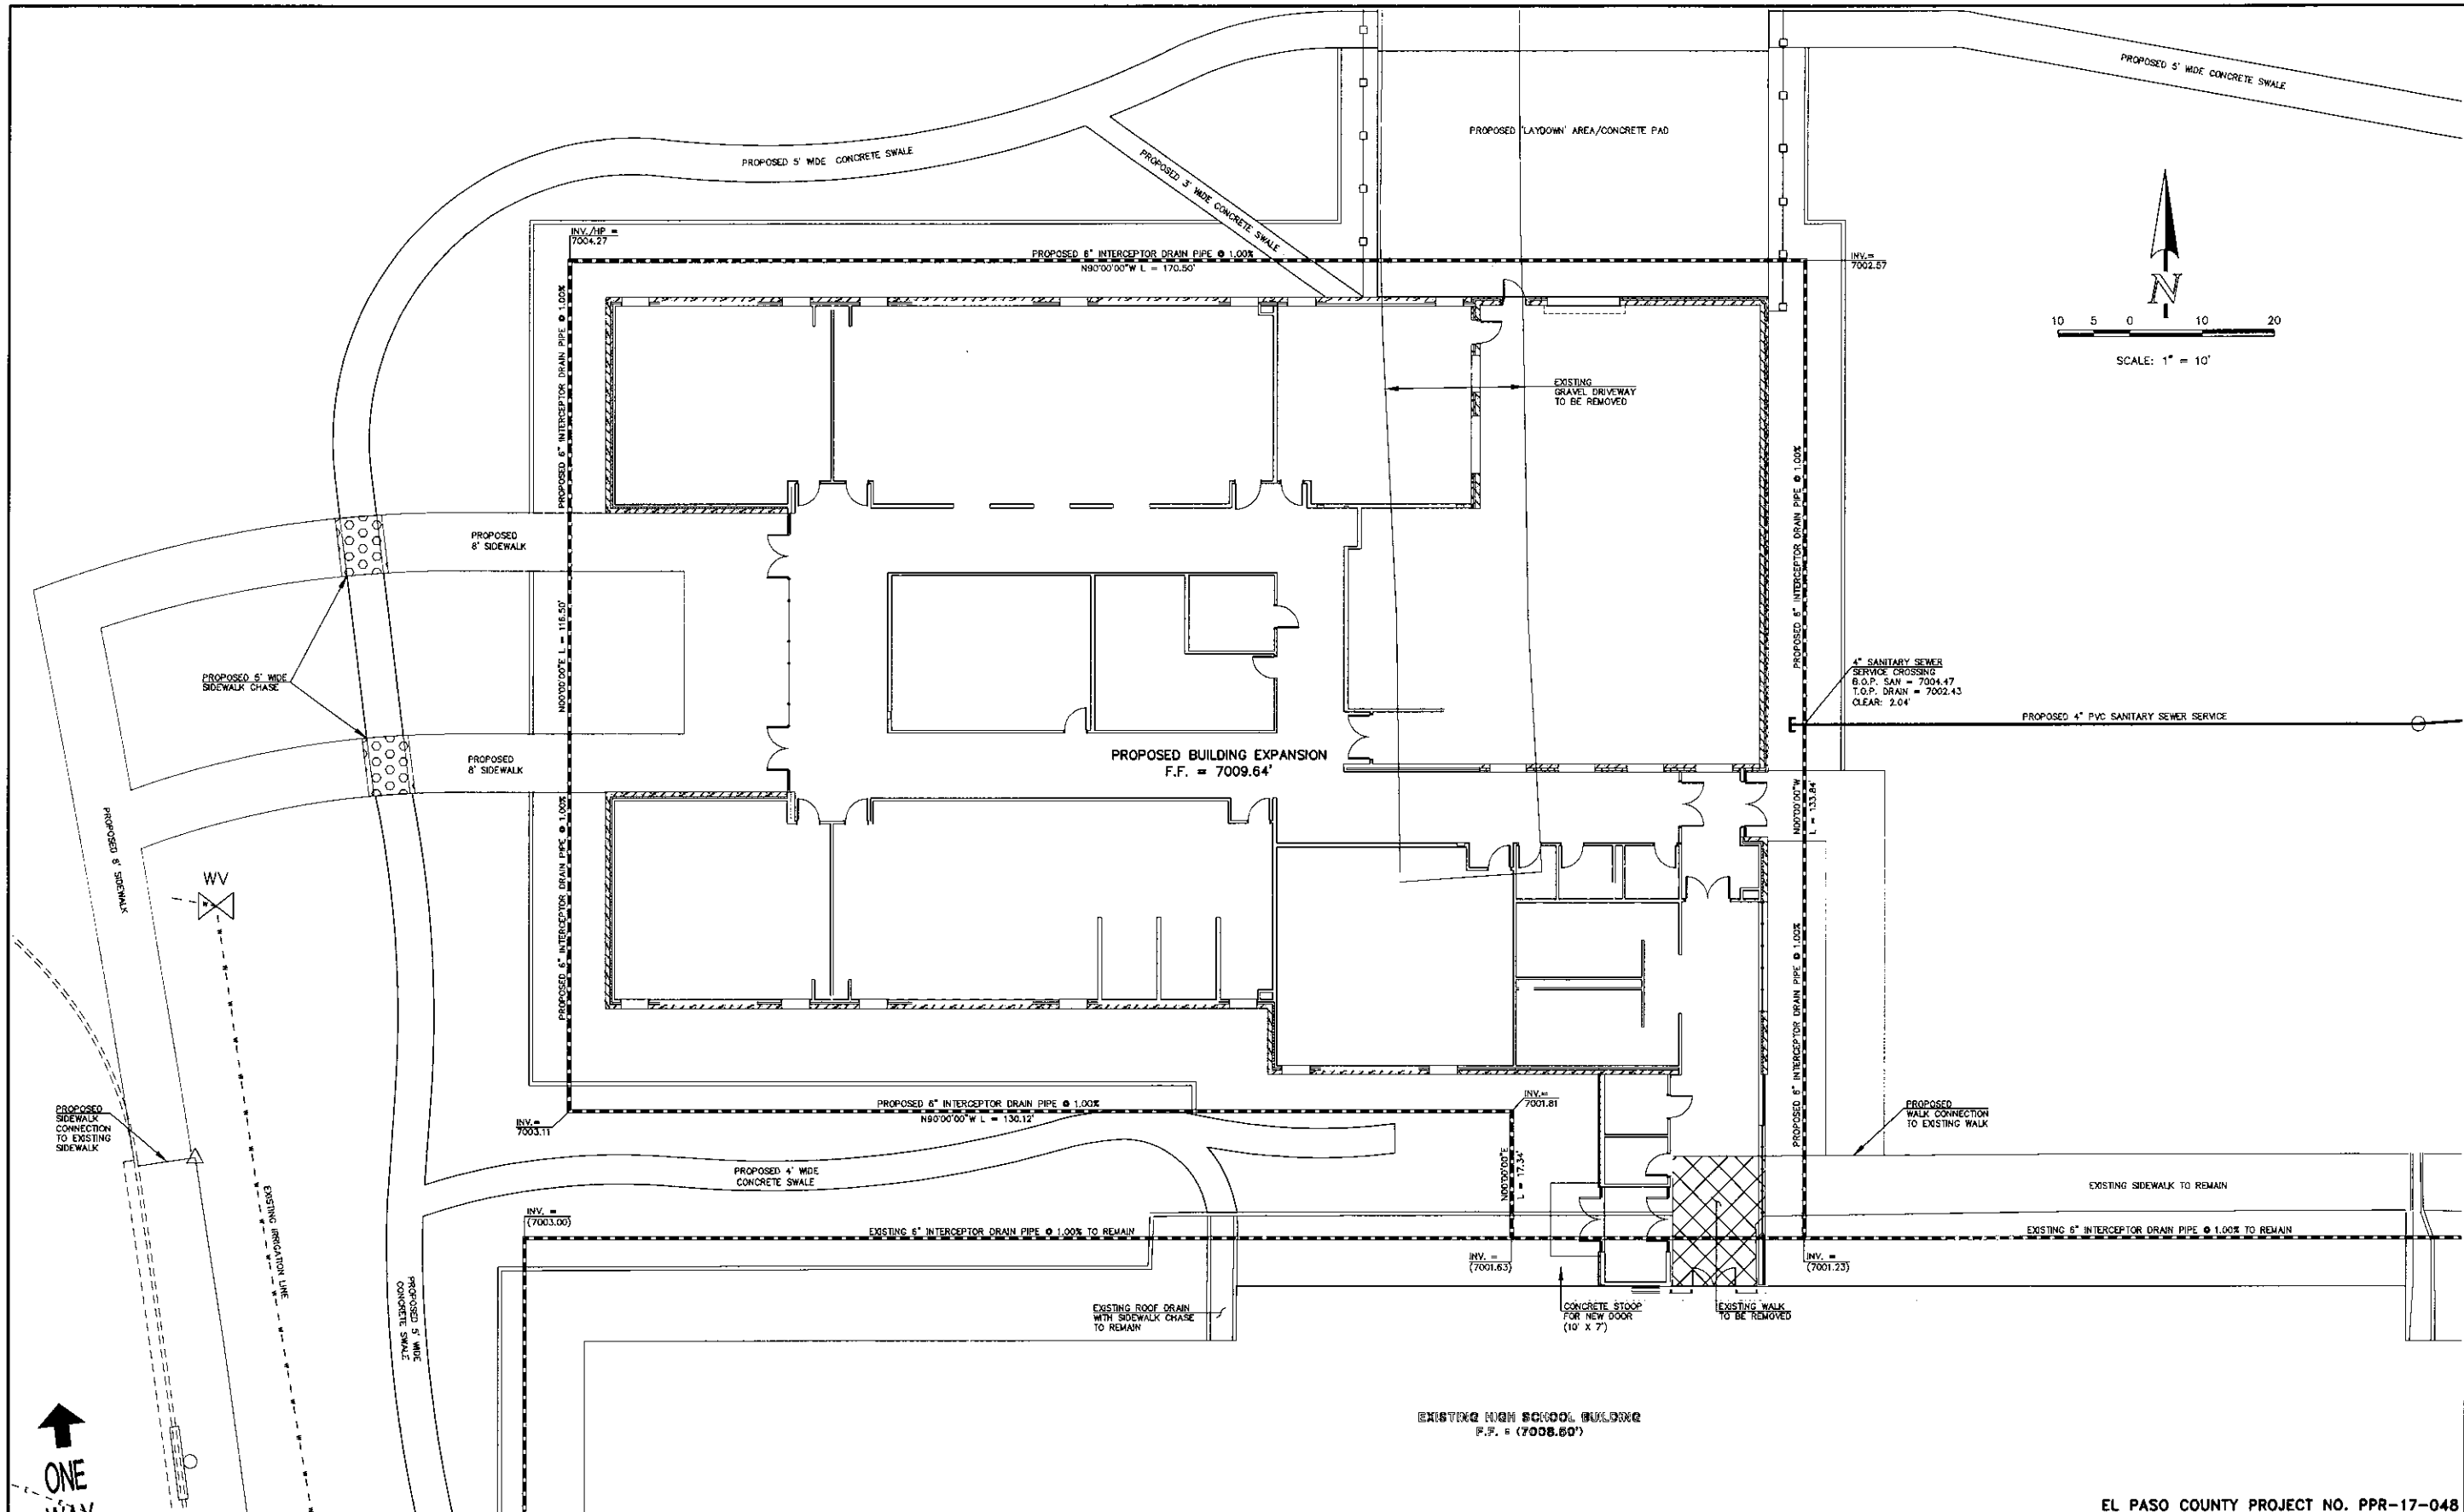 PROPOSED 5' WIDE CONCRETE SWALE
PROPOSED 'LAYDOWN' AREA/CONCRETE PAD
PROPOSED 5' WIDE CONCRETE SWALE
PROPOSED 3' WIDE CONCRETE SWALE
N
10 5 0 10 20
SCALE: 1" = 10'
INV./HP =
7004.27
PROPOSED 6" INTERCEPTOR DRAIN PIPE @ 1.00%
N90°00'00"W L = 170.50'
INV.=
7002.57
PROPOSED 6" INTERCEPTOR DRAIN PIPE @ 1.00%
EXISTING
GRAVEL DRIVEWAY
TO BE REMOVED
PROPOSED 6" INTERCEPTOR DRAIN PIPE @ 1.00%
PROPOSED
8' SIDEWALK
N00°00'00"E L = 116.50'
PROPOSED 5' WIDE
SIDEWALK CHASE
4" SANITARY SEWER
SERVICE CROSSING
B.O.P. SAN = 7004.47
T.O.P. DRAIN = 7002.43
CLEAR: 2.04'
PROPOSED 4" PVC SANITARY SEWER SERVICE
PROPOSED
8' SIDEWALK
PROPOSED BUILDING EXPANSION
F.F. = 7009.64'
N00°00'00"W
L = 133.84'
PROPOSED 8' SIDEWALK
WV
W
PROPOSED 6" INTERCEPTOR DRAIN PIPE @ 1.00%
PROPOSED 6" INTERCEPTOR DRAIN PIPE @ 1.00%
PROPOSED
SIDEWALK
CONNECTION
TO EXISTING
SIDEWALK
INV.=
7003.11
PROPOSED 6" INTERCEPTOR DRAIN PIPE @ 1.00%
N90°00'00"W L = 130.12'
INV.=
7001.81
PROPOSED
WALK CONNECTION
TO EXISTING WALK
PROPOSED 4' WIDE
CONCRETE SWALE
N00°00'00"E
L = 17.34'
EXISTING SIDEWALK TO REMAIN
EXISTING IRRIGATION LINE
INV. =
(7003.00)
EXISTING 6" INTERCEPTOR DRAIN PIPE @ 1.00% TO REMAIN
EXISTING 6" INTERCEPTOR DRAIN PIPE @ 1.00% TO REMAIN
INV. =
(7001.63)
INV. =
(7001.23)
PROPOSED 5' WIDE
CONCRETE SWALE
EXISTING ROOF DRAIN
WITH SIDEWALK CHASE
TO REMAIN
CONCRETE STOOP
FOR NEW DOOR
(10' X 7')
EXISTING WALK
TO BE REMOVED
EXISTING HIGH SCHOOL BUILDING
F.F. = (7008.60')
ONE
WAY
EL PASO COUNTY PROJECT NO. PPR-17-048